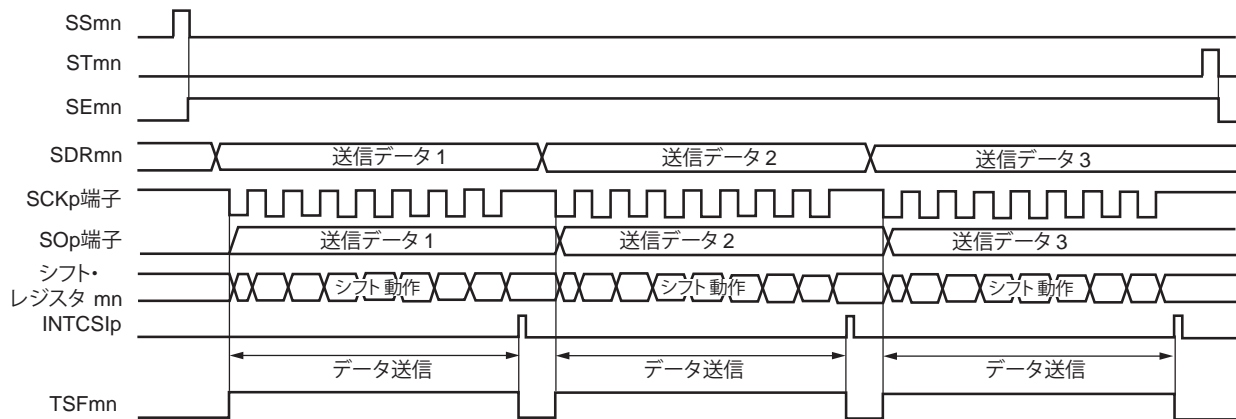 SSmn
STmn
SEmn
SDRmn 送信データ1 送信データ2 送信データ3
SCKp端子
SOp端子 送信データ1 送信データ2 送信データ3
シフト・
レジスタ mn シフト動作 シフト動作 シフト動作
INTCSIp
データ送信 データ送信 データ送信
TSFmn